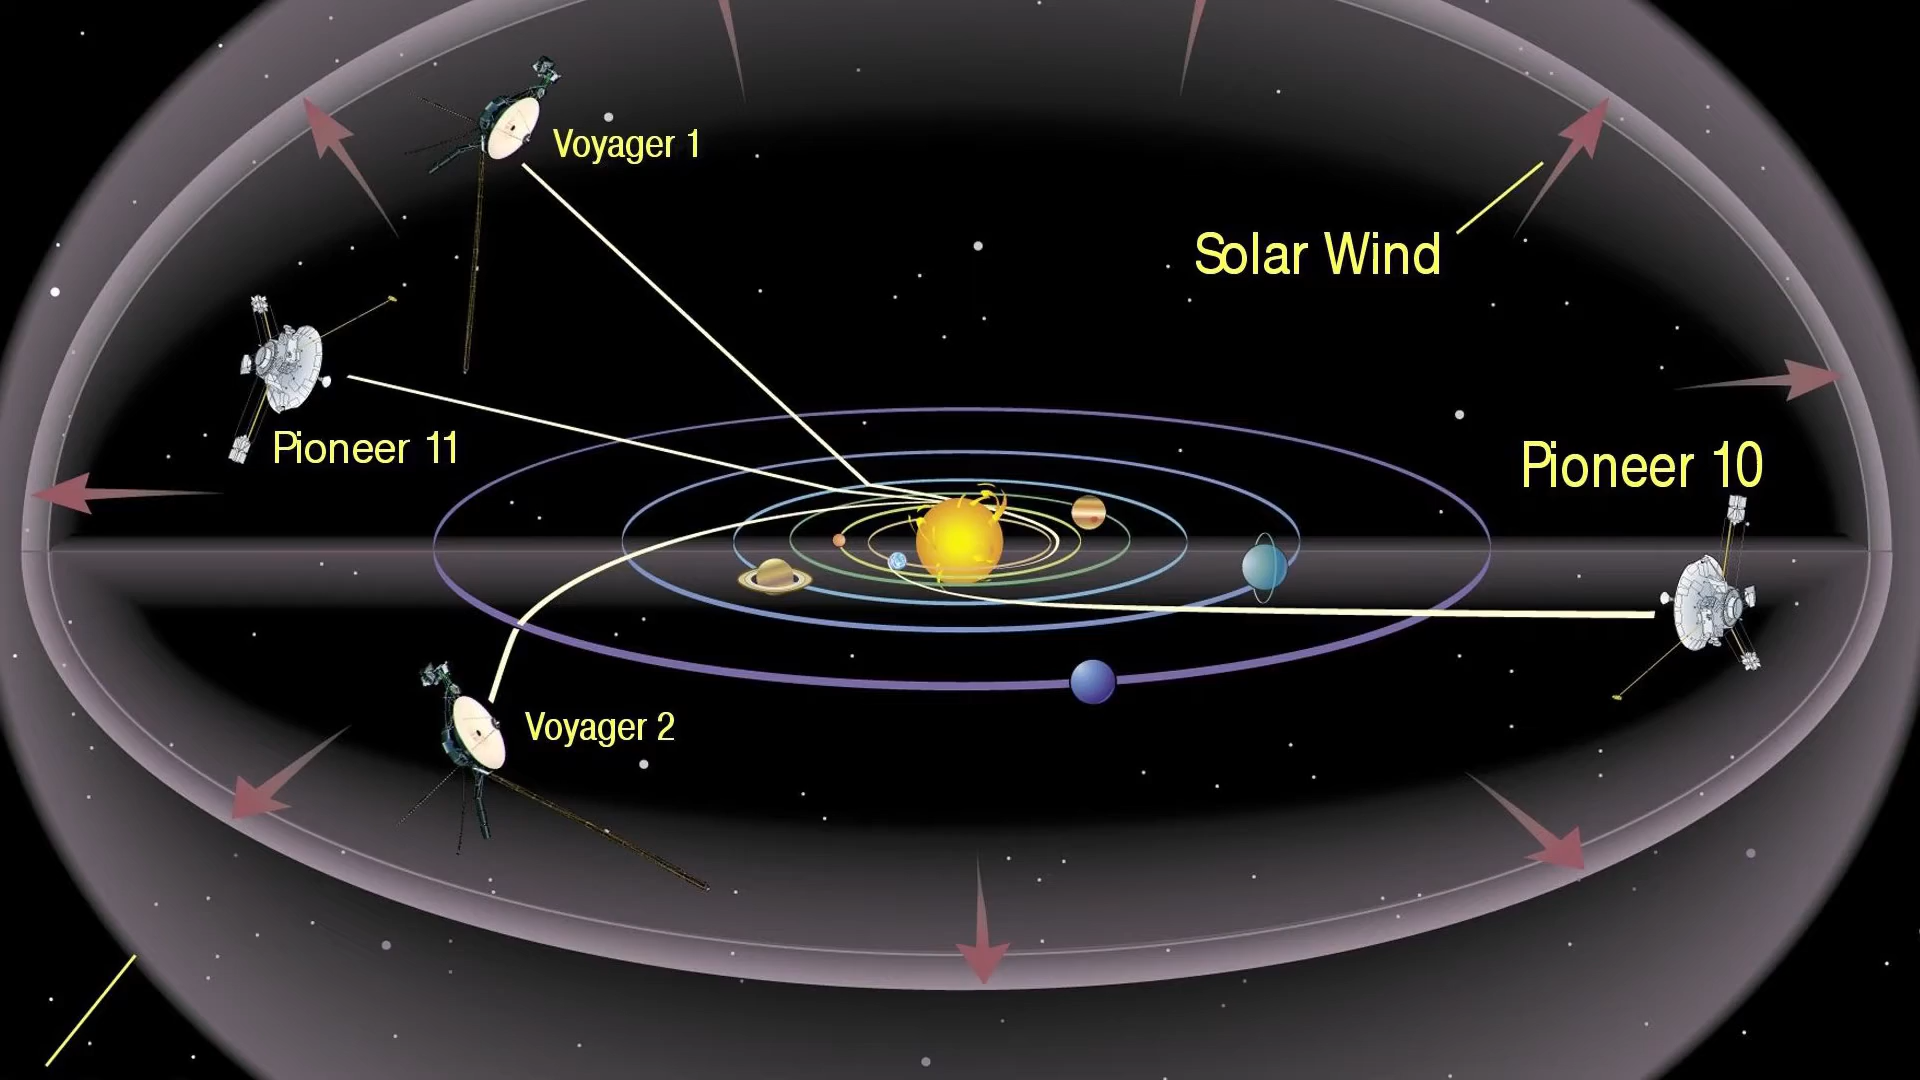 Voyager 1
Solar Wind
Pioneer 11
Pioneer 10
Voyager 2